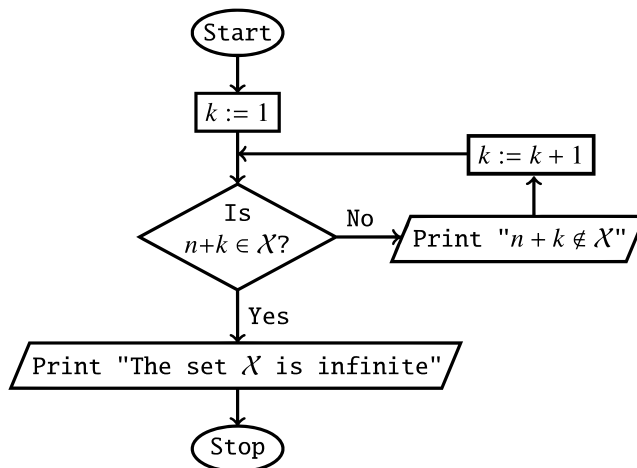 Start
k := 1
k := k + 1
Is
n+k ∈ 𝒳?
No
Print "n + k ∉ 𝒳"
Yes
Print "The set 𝒳 is infinite"
Stop